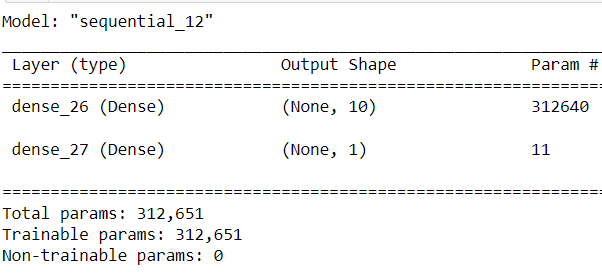 Model: "sequential_12"
Layer (type) Output Shape Param #
dense_26 (Dense) (None, 10) 312640
dense_27 (Dense) (None, 1) 11
Total params: 312,651
Trainable params: 312,651
Non-trainable params: 0